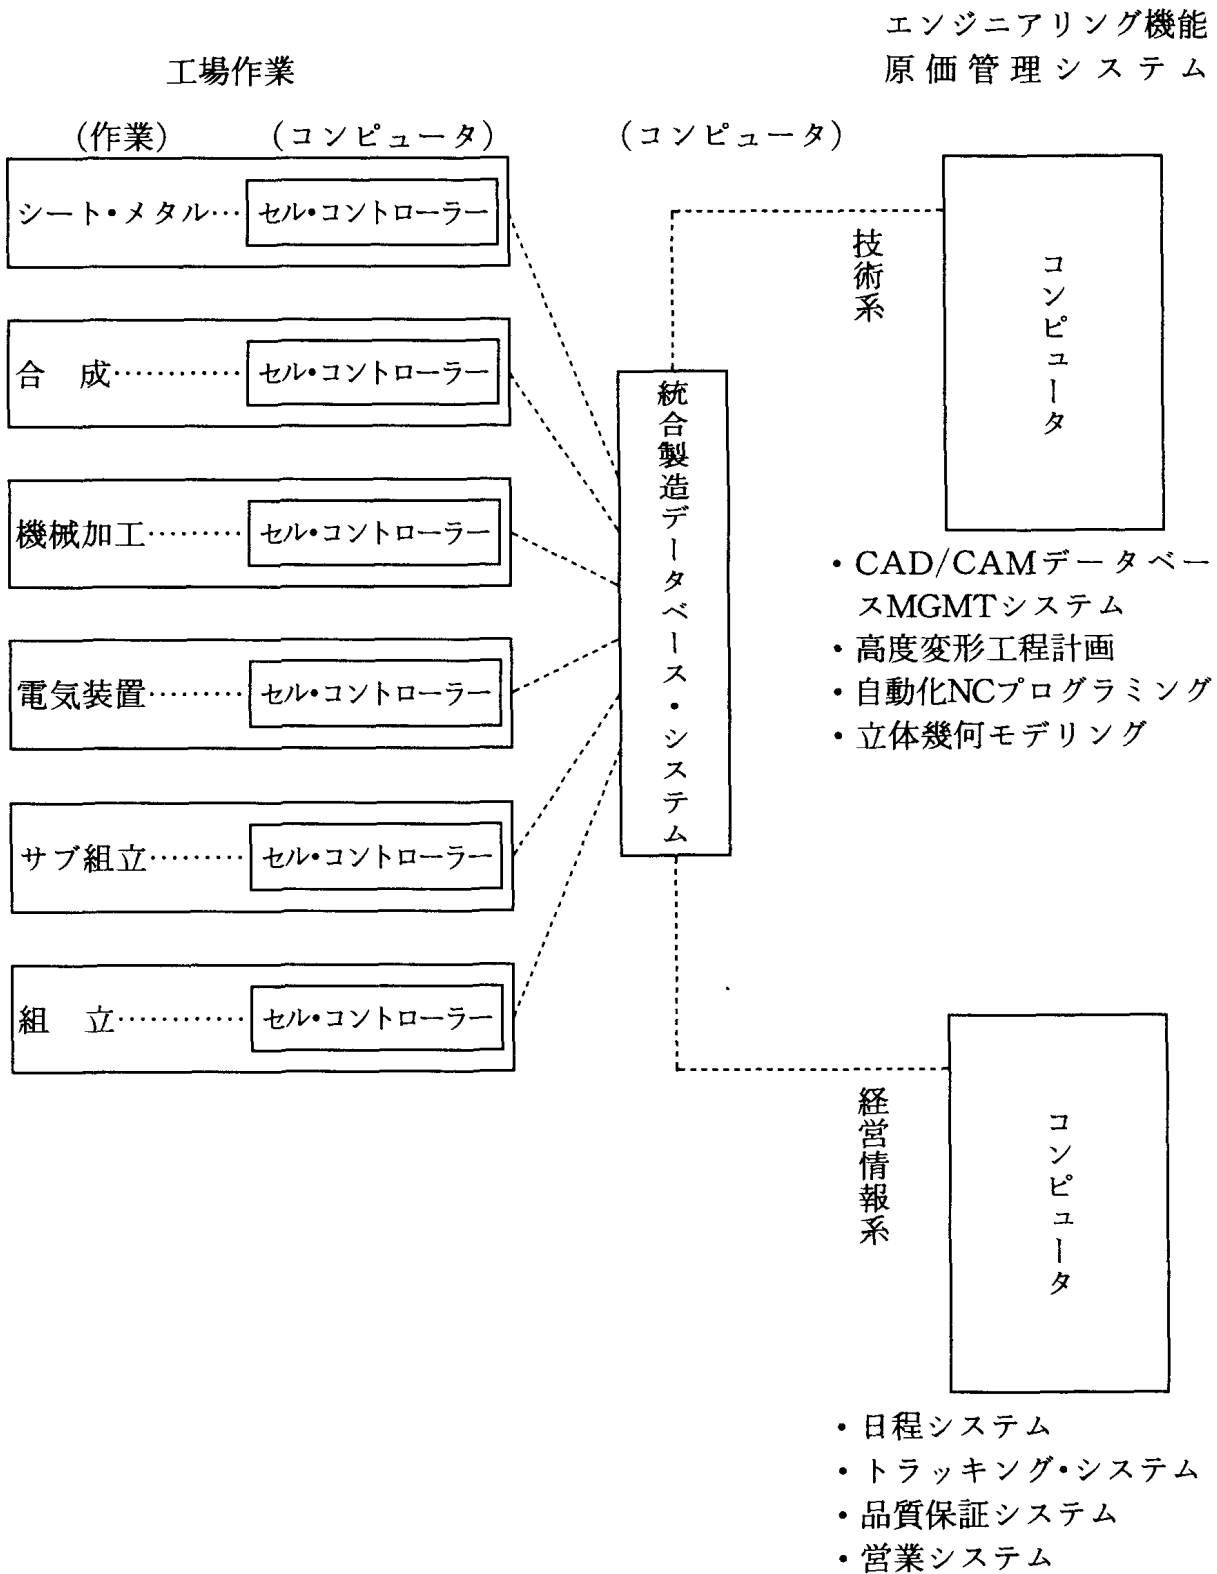 エンジニアリング機能
原価管理システム
工場作業
(作業)
(コンピュータ)
(コンピュータ)
シート・メタル…
セル・コントローラー
合 成…………
セル・コントローラー
機械加工………
セル・コントローラー
電気装置………
セル・コントローラー
サブ組立………
セル・コントローラー
組 立…………
セル・コントローラー
統合製造データベース・システム
技術系
コンピュータ
・CAD/CAMデータベー
スMGMTシステム
・高度変形工程計画
・自動化NCプログラミング
・立体幾何モデリング
経営情報系
コンピュータ
・日程システム
・トラッキング・システム
・品質保証システム
・営業システム